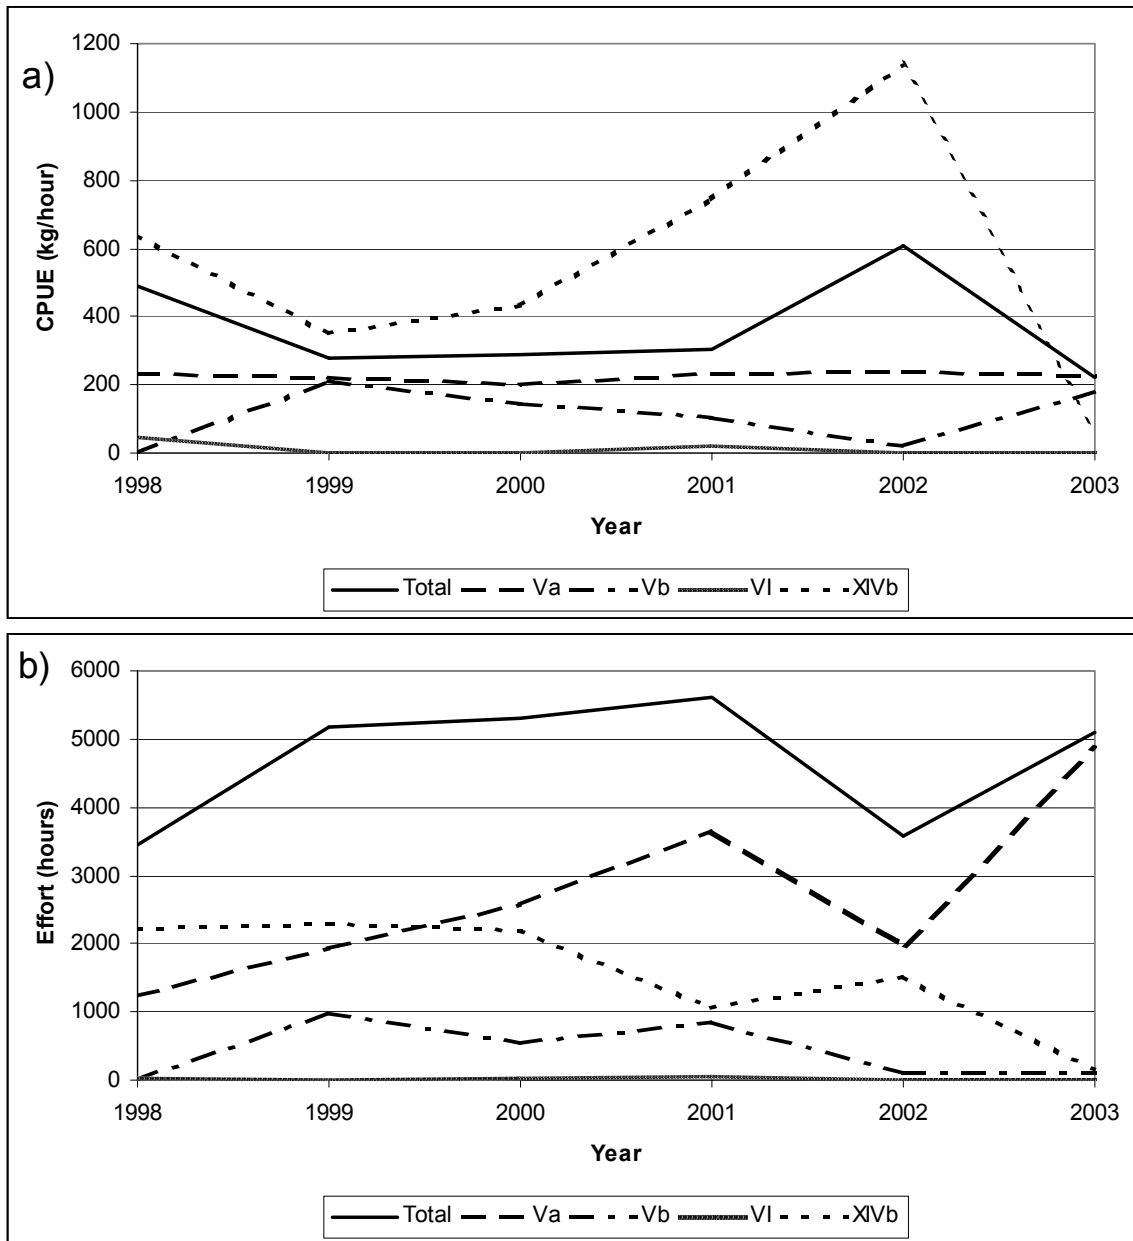 a)
1200
1000
800
600
400
200
0
CPUE (kg/hour)
1998 1999 2000 2001 2002 2003
Year
Total Va Vb VI XIVb
b)
6000
5000
4000
3000
2000
1000
0
Effort (hours)
1998 1999 2000 2001 2002 2003
Year
Total Va Vb VI XIVb